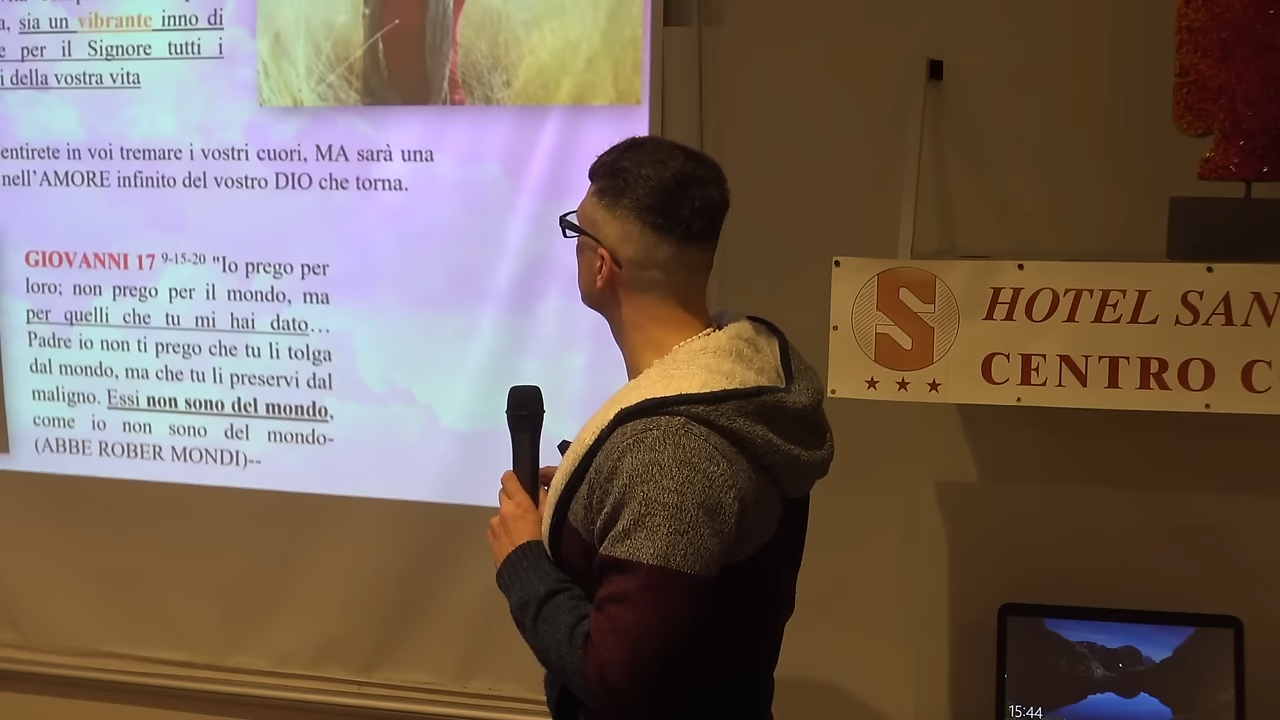 a, sia un vibrante inno di
e per il Signore tutti i
i della vostra vita
entirete in voi tremare i vostri cuori, MA sarà una
nell'AMORE infinito del vostro DIO che torna.
GIOVANNI 17 9-15-20 "Io prego per
loro; non prego per il mondo, ma
per quelli che tu mi hai dato…
Padre io non ti prego che tu li tolga
dal mondo, ma che tu li preservi dal
maligno. Essi non sono del mondo,
come io non sono del mondo-
(ABBE ROBER MONDI)--
S
HOTEL SAN
CENTRO C
15:44